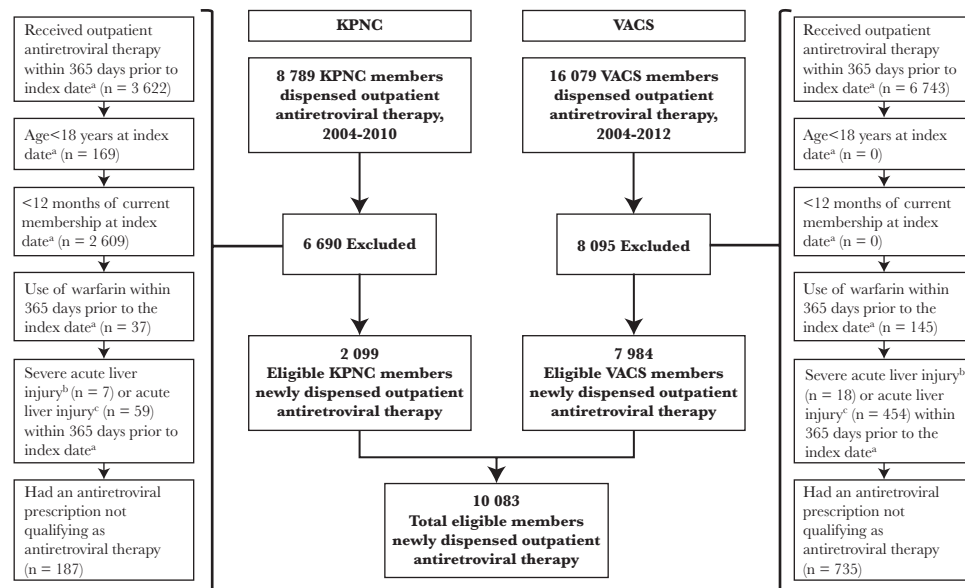 Received outpatient
antiretroviral therapy
within 365 days prior to
index dateᵃ (n = 3 622)
Age<18 years at index
dateᵃ (n = 169)
<12 months of current
membership at index
dateᵃ (n = 2 609)
Use of warfarin within
365 days prior to the
index dateᵃ (n = 37)
Severe acute liver
injuryᵇ (n = 7) or acute
liver injuryᶜ (n = 59)
within 365 days prior to
index dateᵃ
Had an antiretroviral
prescription not
qualifying as
antiretroviral therapy
(n = 187)
KPNC
8 789 KPNC members
dispensed outpatient
antiretroviral therapy,
2004-2010
6 690 Excluded
2 099
Eligible KPNC members
newly dispensed outpatient
antiretroviral therapy
VACS
16 079 VACS members
dispensed outpatient
antiretroviral therapy,
2004-2012
8 095 Excluded
7 984
Eligible VACS members
newly dispensed outpatient
antiretroviral therapy
10 083
Total eligible members
newly dispensed outpatient
antiretroviral therapy
Received outpatient
antiretroviral therapy
within 365 days prior to
index dateᵃ (n = 6 743)
Age<18 years at index
dateᵃ (n = 0)
<12 months of current
membership at index
dateᵃ (n = 0)
Use of warfarin within
365 days prior to the
index dateᵃ (n = 145)
Severe acute liver injuryᵇ
(n = 18) or acute liver
injuryᶜ (n = 454) within
365 days prior to the
index dateᵃ
Had an antiretroviral
prescription not
qualifying as
antiretroviral therapy
(n = 735)